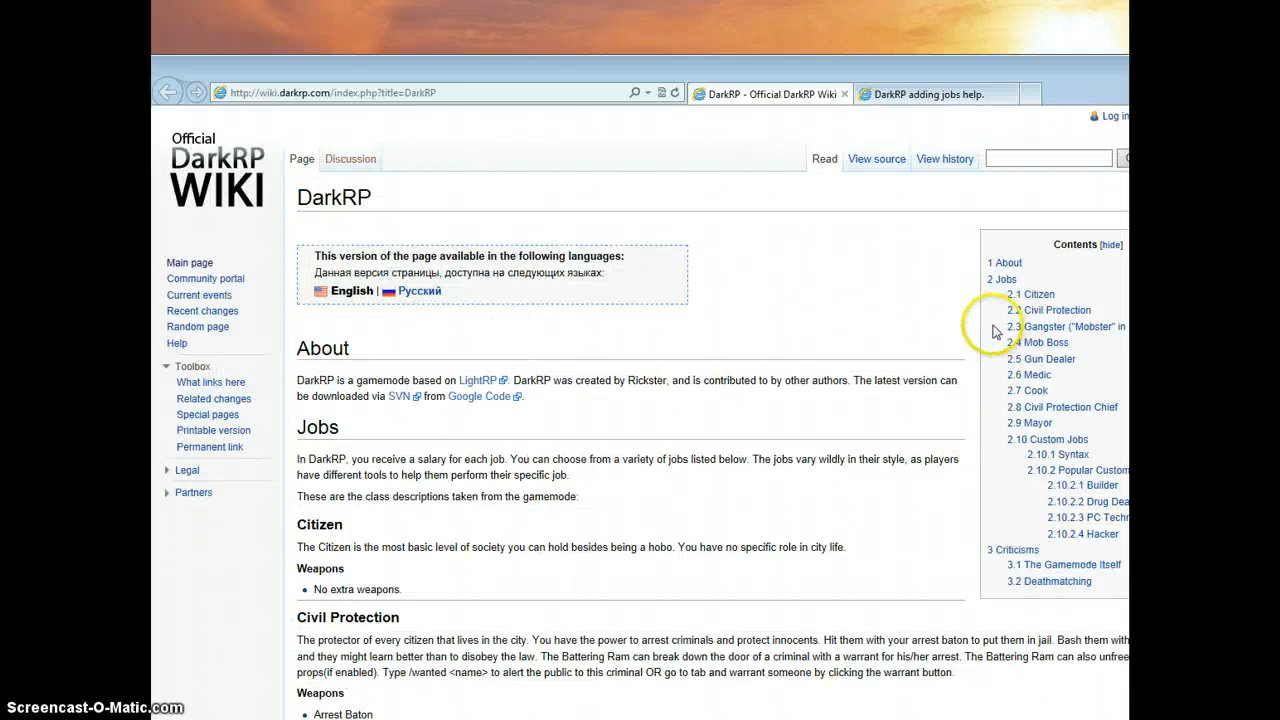 http://wiki.darkrp.com/index.php?title=DarkRP
DarkRP - Official DarkRP Wiki
DarkRP adding jobs help.
Log in
Official
DarkRP
WIKI
Page
Discussion
Read
View source
View history
DarkRP
This version of the page available in the following languages:
Данная версия страницы, доступна на следующих языках:
English | Русский
Main page
Community portal
Current events
Recent changes
Random page
Help
Toolbox
What links here
Related changes
Special pages
Printable version
Permanent link
Legal
Partners
Contents [hide]
1 About
2 Jobs
2.1 Citizen
2.2 Civil Protection
2.3 Gangster ("Mobster" in
2.4 Mob Boss
2.5 Gun Dealer
2.6 Medic
2.7 Cook
2.8 Civil Protection Chief
2.9 Mayor
2.10 Custom Jobs
2.10.1 Syntax
2.10.2 Popular Custom
2.10.2.1 Builder
2.10.2.2 Drug Dea
2.10.2.3 PC Techn
2.10.2.4 Hacker
3 Criticisms
3.1 The Gamemode Itself
3.2 Deathmatching
About
DarkRP is a gamemode based on LightRP. DarkRP was created by Rickster, and is contributed to by other authors. The latest version can
be downloaded via SVN from Google Code.
Jobs
In DarkRP, you receive a salary for each job. You can choose from a variety of jobs listed below. The jobs vary wildly in their style, as players
have different tools to help them perform their specific job.
These are the class descriptions taken from the gamemode:
Citizen
The Citizen is the most basic level of society you can hold besides being a hobo. You have no specific role in city life.
Weapons
No extra weapons.
Civil Protection
The protector of every citizen that lives in the city. You have the power to arrest criminals and protect innocents. Hit them with your arrest baton to put them in jail. Bash them with
and they might learn better than to disobey the law. The Battering Ram can break down the door of a criminal with a warrant for his/her arrest. The Battering Ram can also unfree
props(if enabled). Type /wanted <name> to alert the public to this criminal OR go to tab and warrant someone by clicking the warrant button.
Weapons
Arrest Baton
Screencast-O-Matic.com